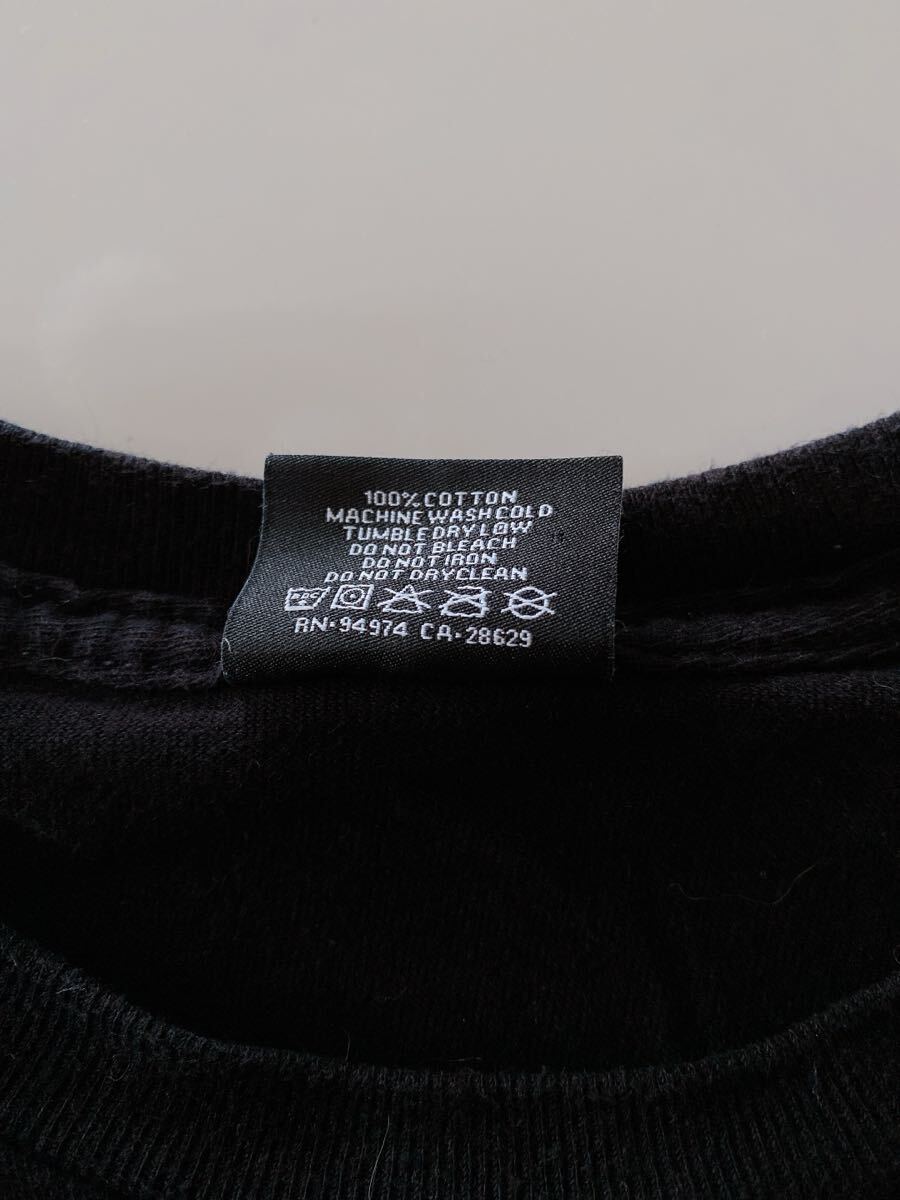 100% COTTON
MACHINE WASH COLD
TUMBLE DRY LOW
DO NOT BLEACH
DO NOT IRON
DO NOT DRYCLEAN
RN·94974 CA·28629